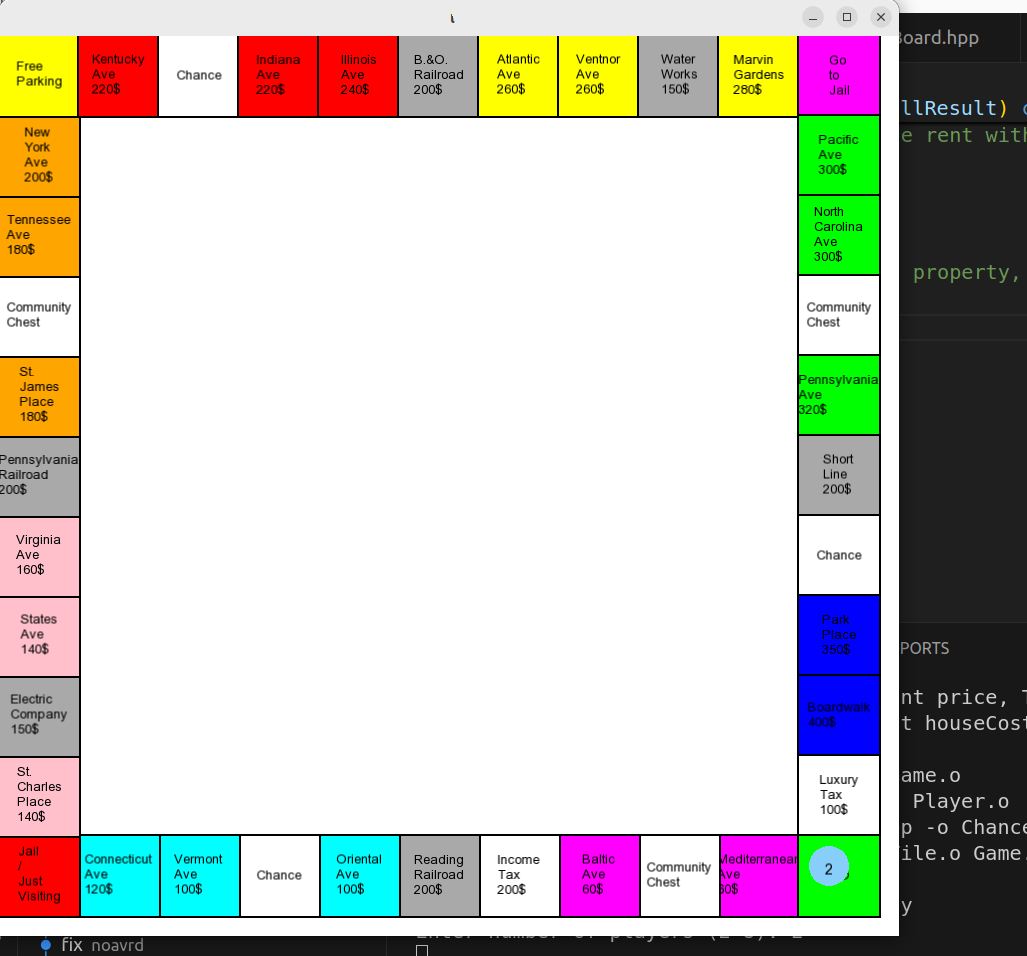 Free
Parking
Kentucky
Ave
220$
Chance
Indiana
Ave
220$
Illinois
Ave
240$
B.&O.
Railroad
200$
Atlantic
Ave
260$
Ventnor
Ave
260$
Water
Works
150$
Marvin
Gardens
280$
Go
to
Jail
New
York
Ave
200$
Pacific
Ave
300$
Tennessee
Ave
180$
North
Carolina
Ave
300$
Community
Chest
Community
Chest
St.
James
Place
180$
Pennsylvania
Ave
320$
Pennsylvania
Railroad
200$
Short
Line
200$
Virginia
Ave
160$
Chance
States
Ave
140$
Park
Place
350$
Electric
Company
150$
Boardwalk
400$
St.
Charles
Place
140$
Luxury
Tax
100$
Jail
/
Just
Visiting
Connecticut
Ave
120$
Vermont
Ave
100$
Chance
Oriental
Ave
100$
Reading
Railroad
200$
Income
Tax
200$
Baltic
Ave
60$
Community
Chest
Mediterranean
Ave
60$
2
oard.hpp
llResult)
e rent with
property,
PORTS
nt price,
t houseCost
ame.o
Player.o
p -o Chance
ile.o Game.
y
fix noavrd